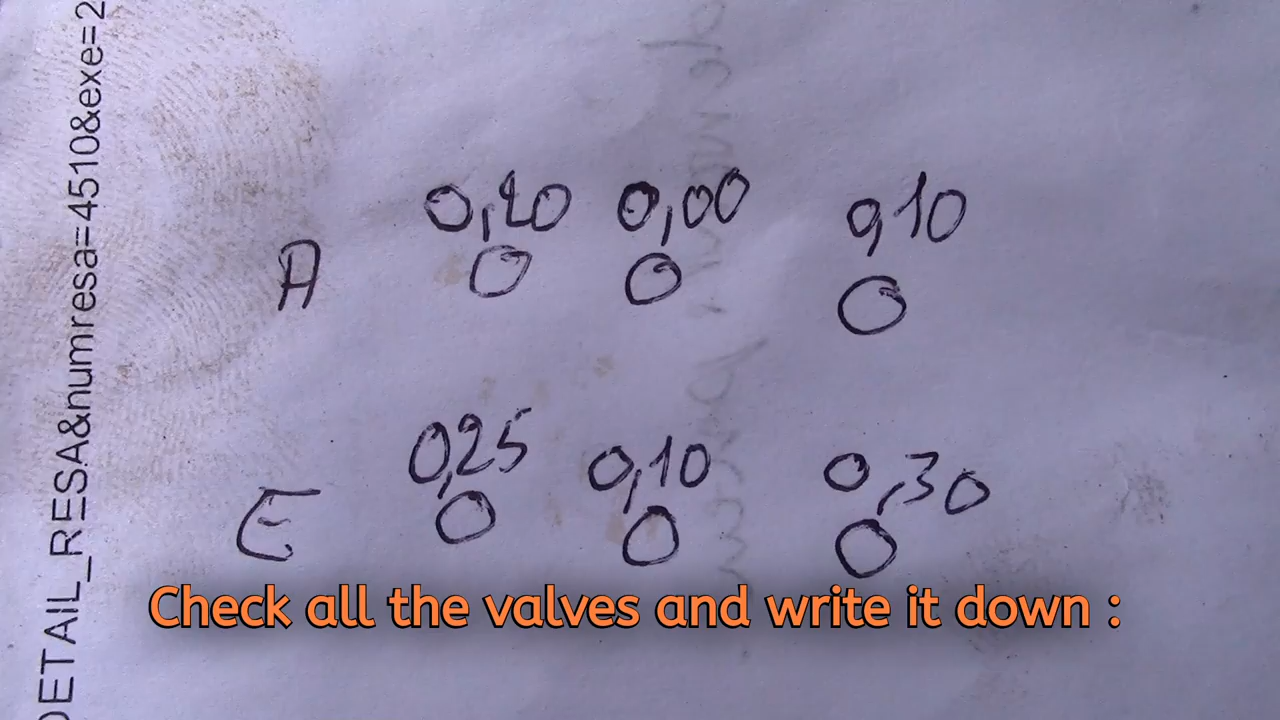 DETAIL_RESA&numresa=4510&exe=2
0,20 0,00 0,10
A
0,25 0,10 0,30
E
Check all the valves and write it down :